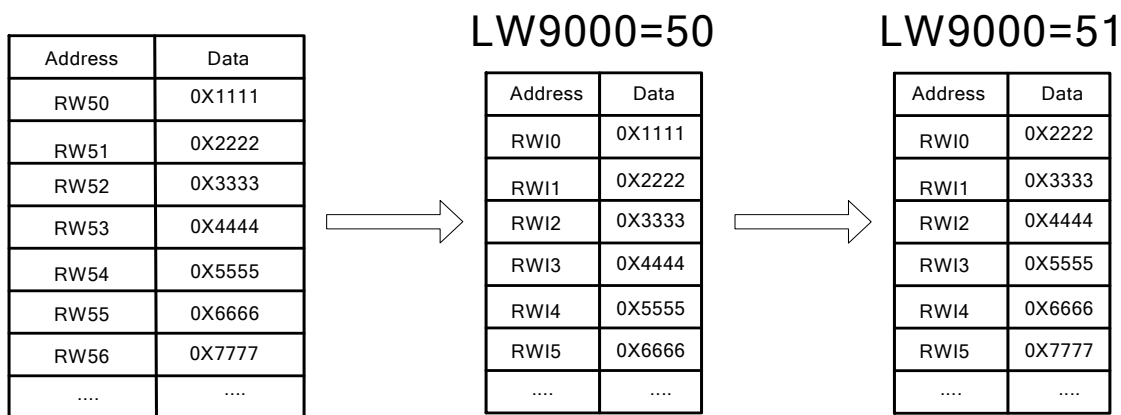 LW9000=50
LW9000=51
Address Data
RW50 0X1111
RW51 0X2222
RW52 0X3333
RW53 0X4444
RW54 0X5555
RW55 0X6666
RW56 0X7777
.... ....
Address Data
RWI0 0X1111
RWI1 0X2222
RWI2 0X3333
RWI3 0X4444
RWI4 0X5555
RWI5 0X6666
.... ....
Address Data
RWI0 0X2222
RWI1 0X3333
RWI2 0X4444
RWI3 0X5555
RWI4 0X6666
RWI5 0X7777
.... ....